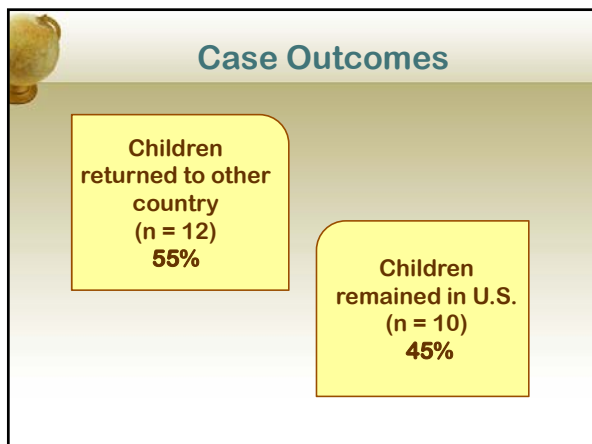 Case Outcomes
Children
returned to other
country
(n = 12)
55%
Children
remained in U.S.
(n = 10)
45%